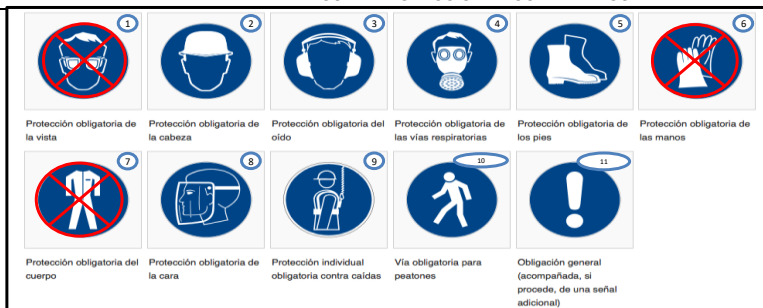 1
2
3
4
5
6
Protección obligatoria de
la vista
Protección obligatoria de
la cabeza
Protección obligatoria del
oído
Protección obligatoria de
las vías respiratorias
Protección obligatoria de
los pies
Protección obligatoria de
las manos
7
8
9
10
11
Protección obligatoria del
cuerpo
Protección obligatoria de
la cara
Protección individual
obligatoria contra caídas
Vía obligatoria para
peatones
Obligación general
(acompañada, si
procede, de una señal
adicional)